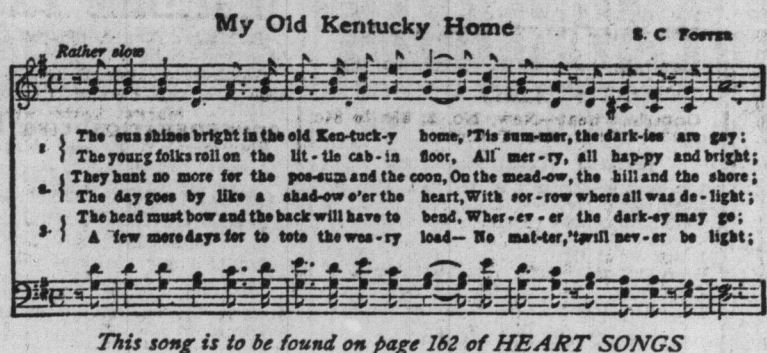 My Old Kentucky Home
S. C FOSTER
Rather slow
1. { The sun shines bright in the old Ken-tuck-y home, 'Tis sum-mer, the dark-ies are gay;
The young folks roll on the lit-tle cab-in floor, All mer-ry, all hap-py and bright;
2. { They hunt no more for the pos-sum and the coon, On the mead-ow, the hill and the shore;
The day goes by like a shad-ow o'er the heart, With sor-row where all was de-light;
3. { The head must bow and the back will have to bend, Wher-ev-er the dark-ey may go;
A few more days for to tote the wea-ry load— No mat-ter, 'twill nev-er be light;
This song is to be found on page 162 of HEART SONGS